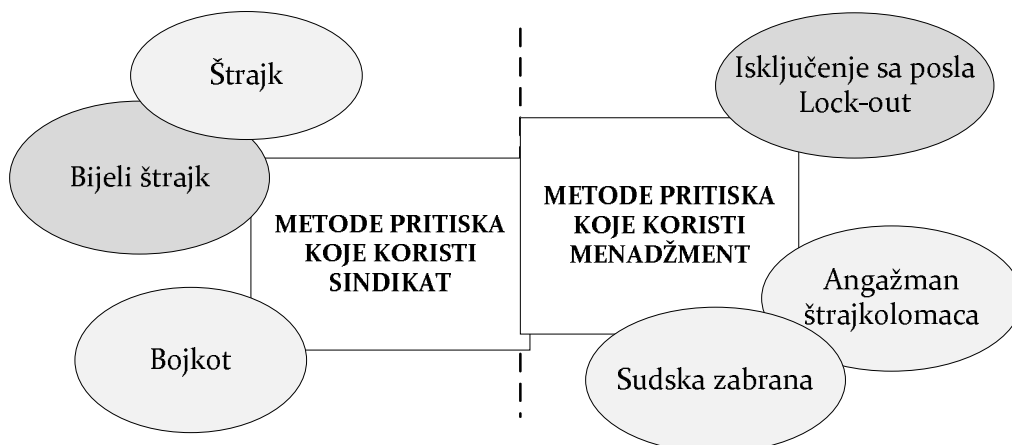 Štrajk
Bijeli štrajk
METODE PRITISKA
KOJE KORISTI
SINDIKAT
Bojkot
Isključenje sa posla
Lock-out
METODE PRITISKA
KOJE KORISTI
MENADŽMENT
Angažman
štrajkolomaca
Sudska zabrana